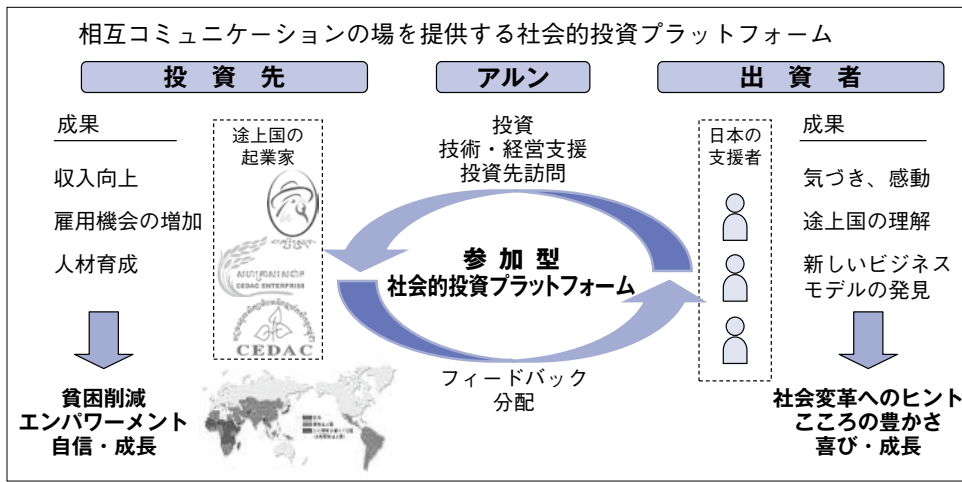 相互コミュニケーションの場を提供する社会的投資プラットフォーム
投資先
アルン
出資者
成果
収入向上
雇用機会の増加
人材育成
貧困削減
エンパワーメント
自信・成長
途上国の
起業家
CEDAC ENTERPRISE
CEDAC
投資
技術・経営支援
投資先訪問
参加型
社会的投資プラットフォーム
フィードバック
分配
日本の
支援者
成果
気づき、感動
途上国の理解
新しいビジネス
モデルの発見
社会変革へのヒント
こころの豊かさ
喜び・成長